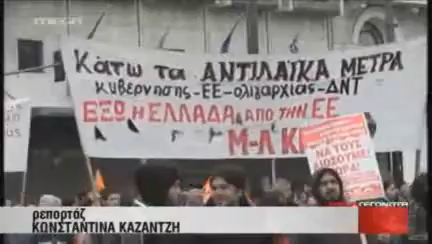 MEGA
Κάτω τα ΑΝΤΙΛΑΪΚΑ ΜΕΤΡΑ
κυβέρνησης-ΕΕ-ολιγαρχίας-ΔΝΤ
ΕΞΩ Η ΕΛΛΑΔΑ ΑΠΟ ΤΗΝ ΕΕ
Μ-Λ ΚΚ
ΝΑ ΤΟΥΣ
ΔΙΩΞΟΥΜΕ!
ρεπορτάζ
ΚΩΝΣΤΑΝΤΙΝΑ ΚΑΖΑΝΤΖΗ